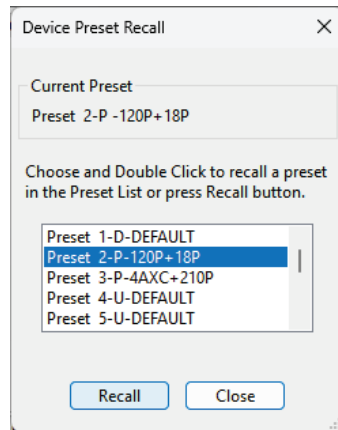 Device Preset Recall
Current Preset
Preset 2-P -120P+18P
Choose and Double Click to recall a preset
in the Preset List or press Recall button.
Preset 1-D-DEFAULT
Preset 2-P-120P+18P
Preset 3-P-4AXC+210P
Preset 4-U-DEFAULT
Preset 5-U-DEFAULT
Recall
Close